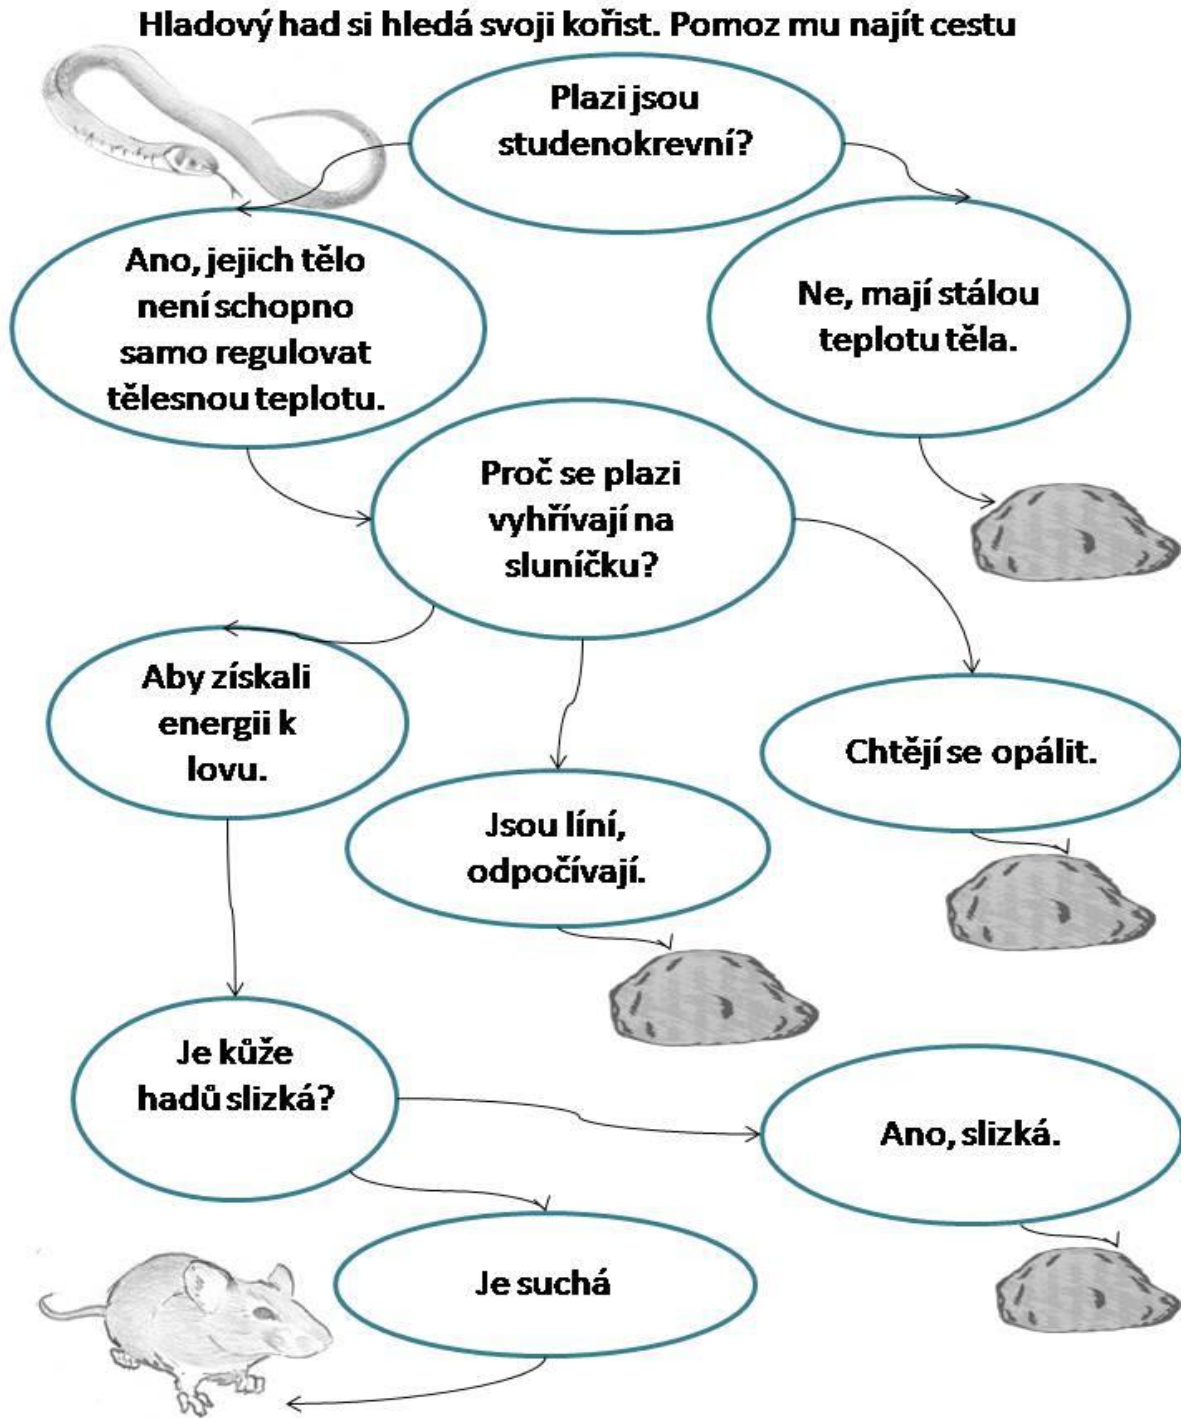 Hladový had si hledá svoji kořist. Pomoz mu najít cestu
Plazi jsou
studenokrevní?
Ano, jejich tělo
není schopno
samo regulovat
tělesnou teplotu.
Ne, mají stálou
teplotu těla.
Proč se plazi
vyhřívají na
sluníčku?
Aby získali
energii k
lovu.
Chtějí se opálit.
Jsou líní,
odpočívají.
Je kůže
hadů slizká?
Ano, slizká.
Je suchá